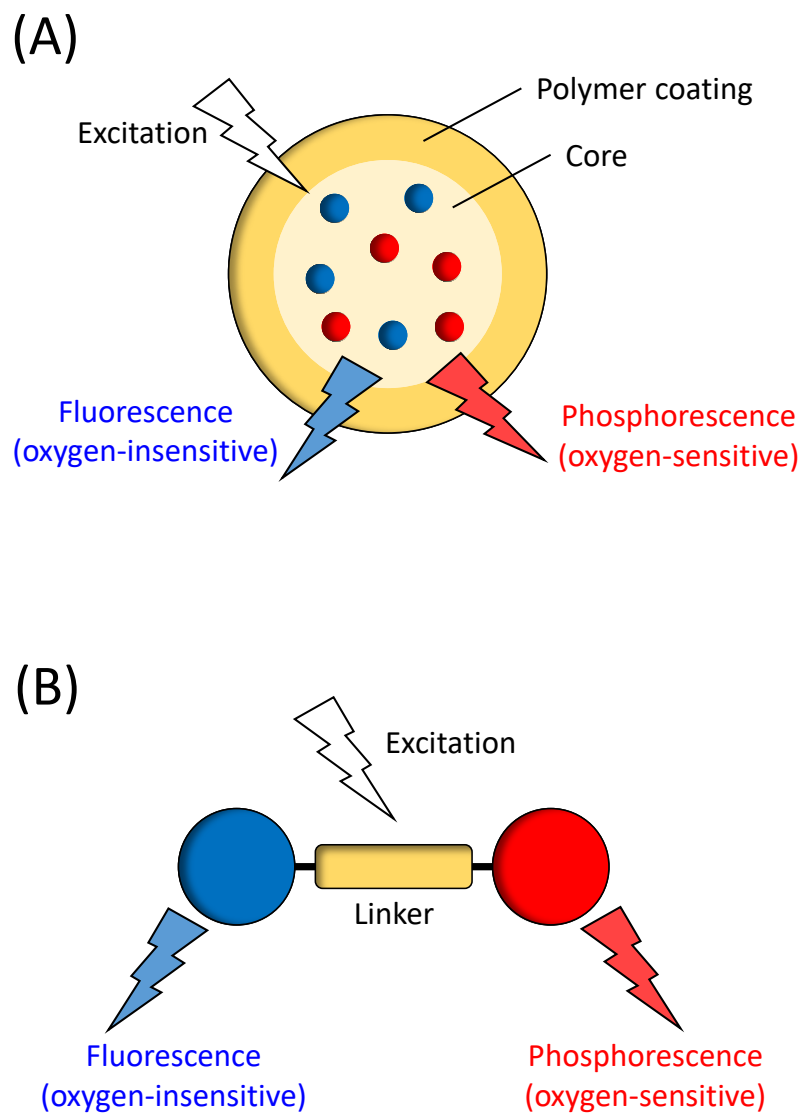 (A)
Polymer coating
Excitation
Core
Fluorescence
(oxygen-insensitive)
Phosphorescence
(oxygen-sensitive)
(B)
Excitation
Linker
Fluorescence
(oxygen-insensitive)
Phosphorescence
(oxygen-sensitive)